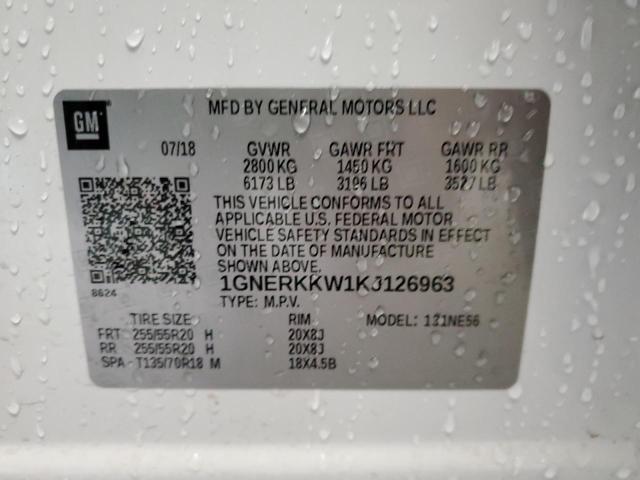 GM
MFD BY GENERAL MOTORS LLC
07/18 GVWR GAWR FRT GAWR RR
2800 KG 1450 KG 1600 KG
6173 LB 3196 LB 3527 LB
THIS VEHICLE CONFORMS TO ALL
APPLICABLE U.S. FEDERAL MOTOR
VEHICLE SAFETY STANDARDS IN EFFECT
ON THE DATE OF MANUFACTURE
SHOWN ABOVE.
8624
1GNERKKW1KJ126963
TYPE: M.P.V.
TIRE SIZE RIM MODEL: 131NE56
FRT 255/55R20 H 20X8J
RR 255/55R20 H 20X8J
SPA - T135/70R18 M 18X4.5B